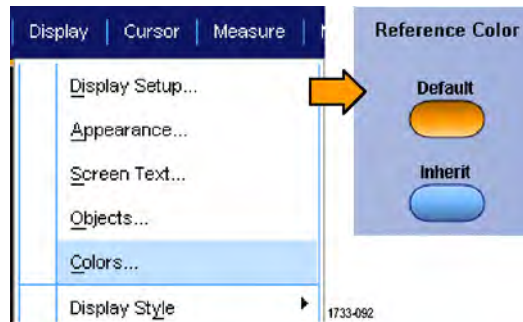 Display | Cursor | Measure |
Display Setup...
Appearance...
Screen Text...
Objects...
Colors...
Display Style
Reference Color
Default
Inherit
1733-092